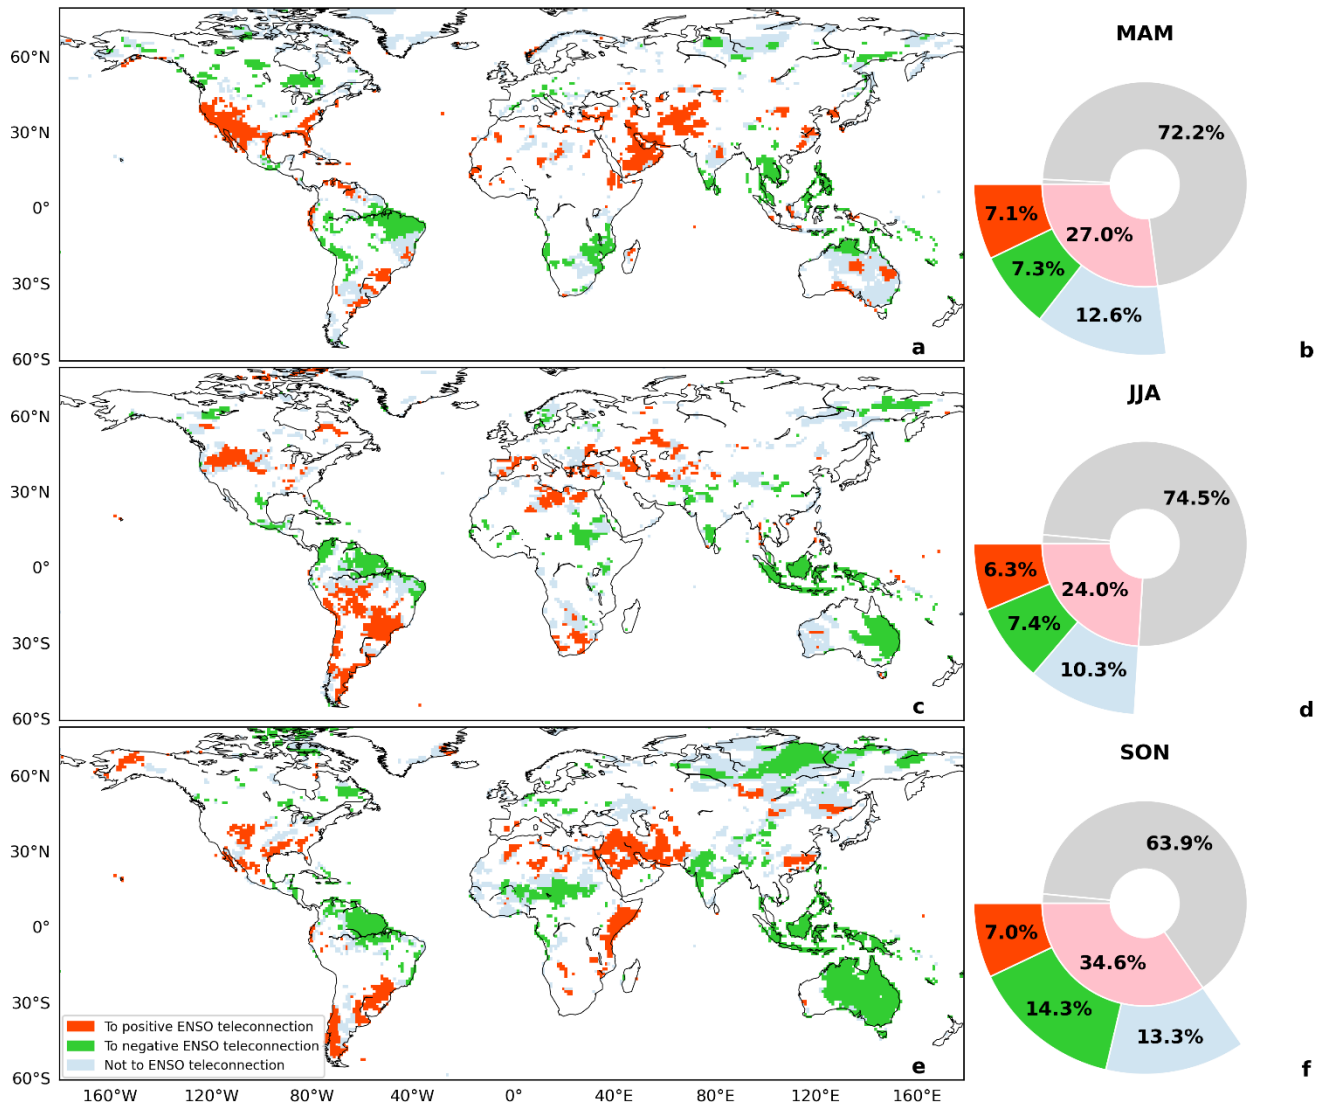 60°N
30°N
0°
30°S
60°S
a
MAM
72.2%
27.0%
7.1%
7.3%
12.6%
b
60°N
30°N
0°
30°S
60°S
c
JJA
74.5%
24.0%
6.3%
7.4%
10.3%
d
60°N
30°N
0°
30°S
60°S
To positive ENSO teleconnection
To negative ENSO teleconnection
Not to ENSO teleconnection
e
160°W 120°W 80°W 40°W 0° 40°E 80°E 120°E 160°E
SON
63.9%
34.6%
7.0%
14.3%
13.3%
f